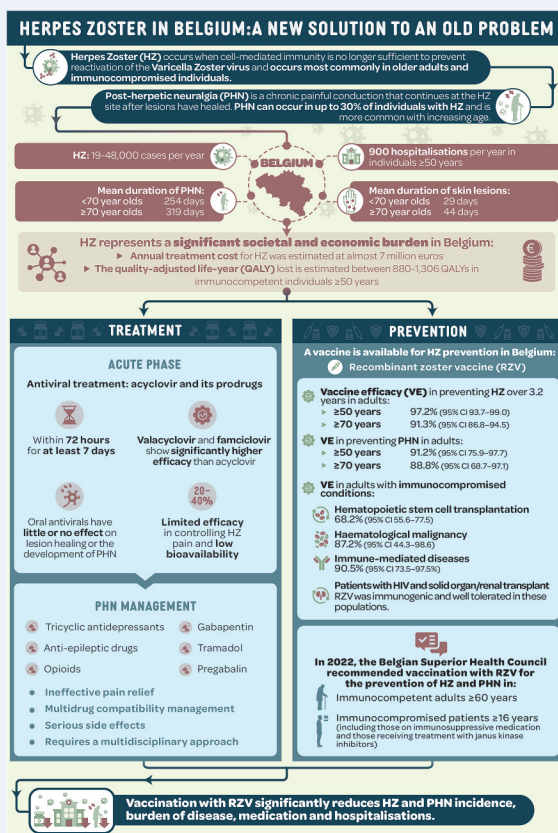 HERPES ZOSTER IN BELGIUM:A NEW SOLUTION TO AN OLD PROBLEM
Herpes Zoster (HZ) occurs when cell-mediated immunity is no longer sufficient to prevent
reactivation of the Varicella Zoster virus and occurs most commonly in older adults and
immunocompromised individuals.
Post-herpetic neuralgia (PHN) is a chronic painful conduction that continues at the HZ
site after lesions have healed. PHN can occur in up to 30% of individuals with HZ and is
more common with increasing age.
HZ: 19-48,000 cases per year
BELGIUM
900 hospitalisations per year in
individuals ≥50 years
Mean duration of PHN:
<70 year olds 254 days
≥70 year olds 319 days
Mean duration of skin lesions:
<70 year olds 29 days
≥70 year olds 44 days
HZ represents a significant societal and economic burden in Belgium:
Annual treatment cost for HZ was estimated at almost 7 million euros
The quality-adjusted life-year (QALY) lost is estimated between 880-1,306 QALYs in
immunocompetent individuals ≥50 years
€
TREATMENT
ACUTE PHASE
Antiviral treatment: acyclovir and its prodrugs
Within 72 hours
for at least 7 days
Valacyclovir and famciclovir
show significantly higher
efficacy than acyclovir
Oral antivirals have
little or no effect on
lesion healing or the
development of PHN
20-
40%
Limited efficacy
in controlling HZ
pain and low
bioavailability
PHN MANAGEMENT
Tricyclic antidepressants
Gabapentin
Anti-epileptic drugs
Tramadol
Opioids
Pregabalin
• Ineffective pain relief
• Multidrug compatibility management
• Serious side effects
• Requires a multidisciplinary approach
PREVENTION
A vaccine is available for HZ prevention in Belgium:
Recombinant zoster vaccine (RZV)
Vaccine efficacy (VE) in preventing HZ over 3.2
years in adults:
≥50 years 97.2% (95% CI 93.7–99.0)
≥70 years 91.3% (95% CI 86.8–94.5)
VE in preventing PHN in adults:
≥50 years 91.2% (95% CI 75.9–97.7)
≥70 years 88.8% (95% CI 68.7–97.1)
VE in adults with immunocompromised
conditions:
Hematopoietic stem cell transplantation
68.2% (95% CI 55.6–77.5)
Haematological malignancy
87.2% (95% CI 44.3–98.6)
Immune-mediated diseases
90.5% (95% CI 73.5–97.5%)
Patients with HIV and solid organ/renal transplant
RZV was immunogenic and well tolerated in these
populations.
In 2022, the Belgian Superior Health Council
recommended vaccination with RZV for
the prevention of HZ and PHN in:
Immunocompetent adults ≥60 years
Immunocompromised patients ≥16 years
(including those on immunosuppressive medication
and those receiving treatment with janus kinase
inhibitors)
Vaccination with RZV significantly reduces HZ and PHN incidence,
burden of disease, medication and hospitalisations.